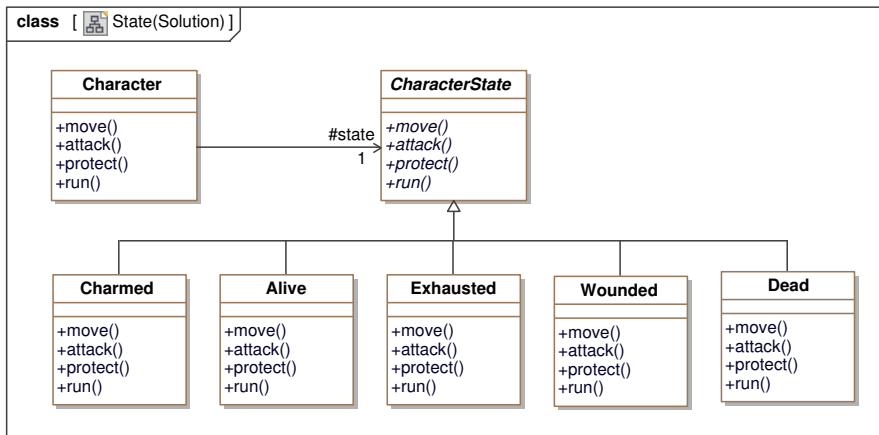 class [ State(Solution) ]
Character
+move()
+attack()
+protect()
+run()
#state
1
CharacterState
+move()
+attack()
+protect()
+run()
Charmed
+move()
+attack()
+protect()
+run()
Alive
+move()
+attack()
+protect()
+run()
Exhausted
+move()
+attack()
+protect()
+run()
Wounded
+move()
+attack()
+protect()
+run()
Dead
+move()
+attack()
+protect()
+run()